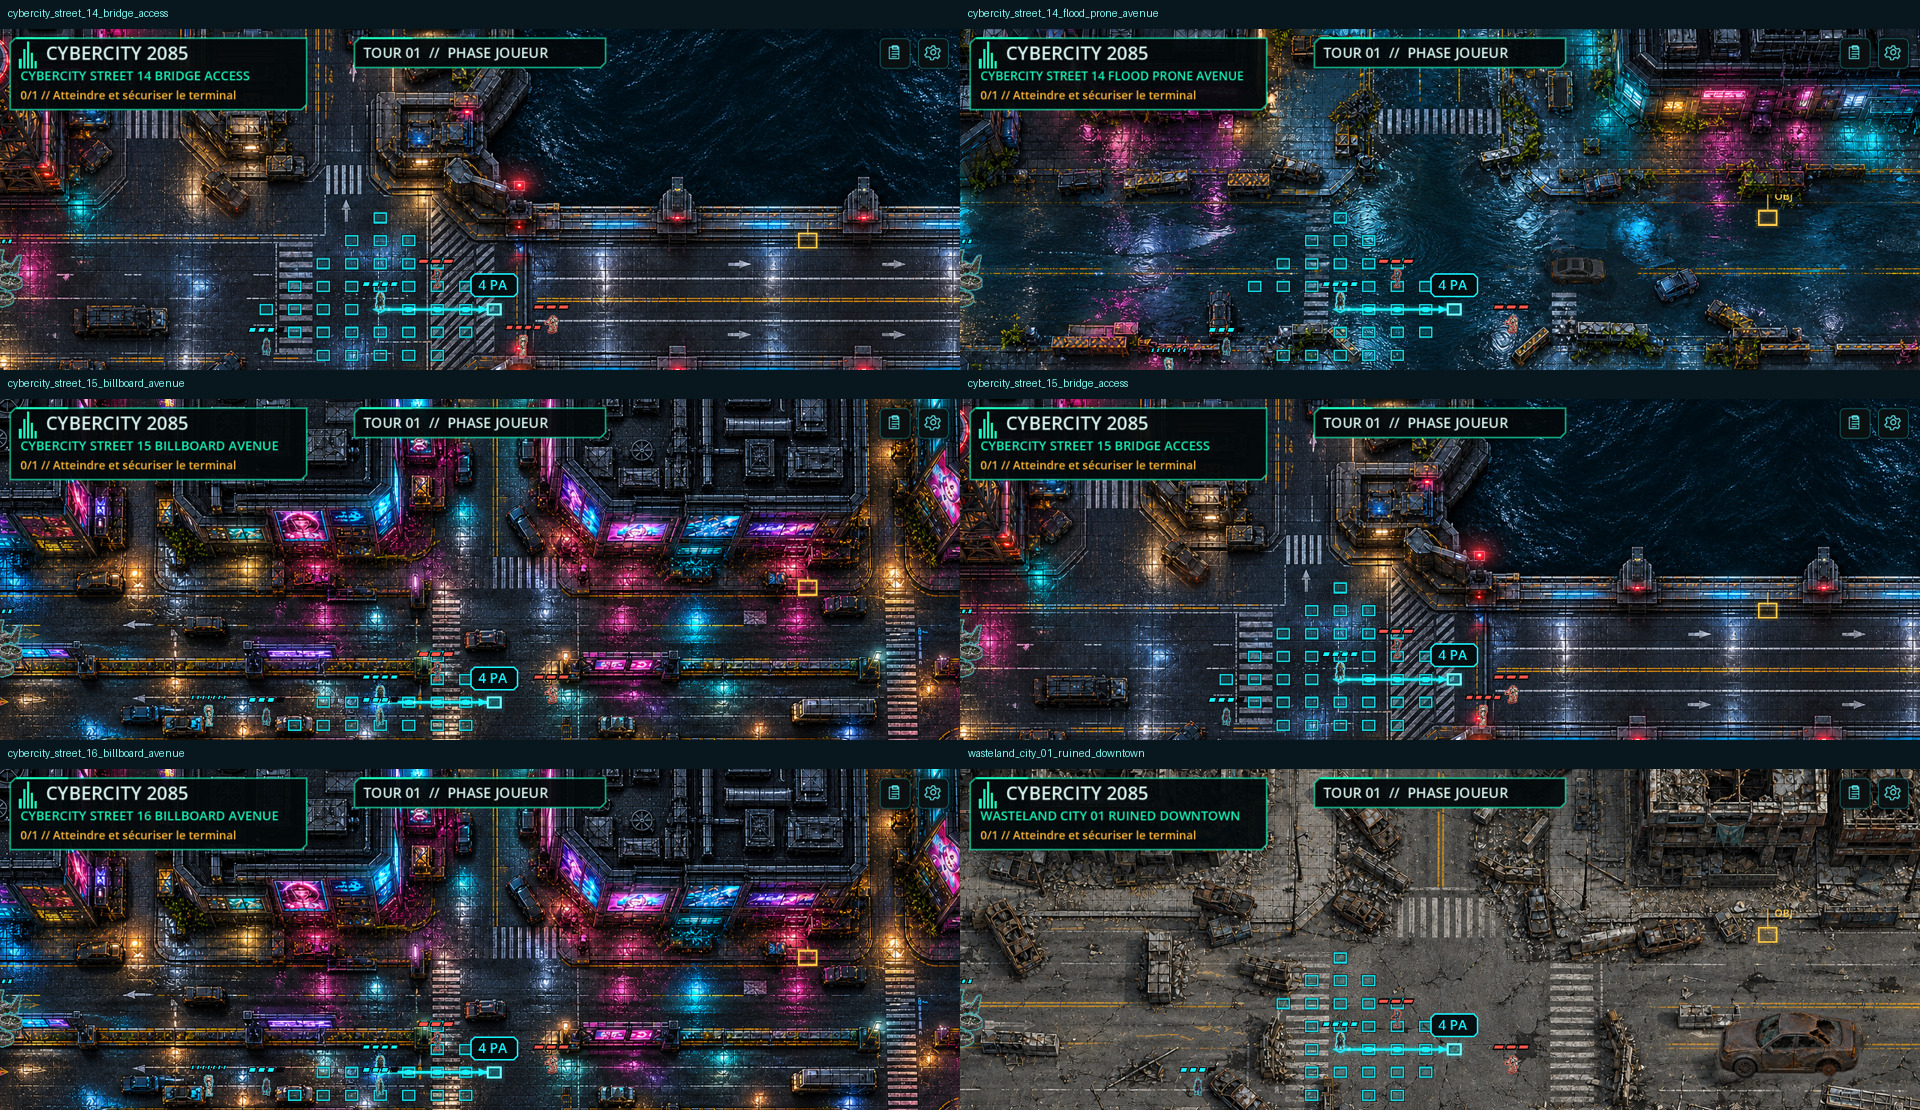 cybercity_street_14_bridge_access
CYBERCITY 2085
CYBERCITY STREET 14 BRIDGE ACCESS
0/1 // Atteindre et sécuriser le terminal
TOUR 01 // PHASE JOUEUR
4 PA
cybercity_street_14_flood_prone_avenue
CYBERCITY 2085
CYBERCITY STREET 14 FLOOD PRONE AVENUE
0/1 // Atteindre et sécuriser le terminal
TOUR 01 // PHASE JOUEUR
OBJ
4 PA
cybercity_street_15_billboard_avenue
CYBERCITY 2085
CYBERCITY STREET 15 BILLBOARD AVENUE
0/1 // Atteindre et sécuriser le terminal
TOUR 01 // PHASE JOUEUR
4 PA
cybercity_street_15_bridge_access
CYBERCITY 2085
CYBERCITY STREET 15 BRIDGE ACCESS
0/1 // Atteindre et sécuriser le terminal
TOUR 01 // PHASE JOUEUR
4 PA
cybercity_street_16_billboard_avenue
CYBERCITY 2085
CYBERCITY STREET 16 BILLBOARD AVENUE
0/1 // Atteindre et sécuriser le terminal
TOUR 01 // PHASE JOUEUR
4 PA
wasteland_city_01_ruined_downtown
CYBERCITY 2085
WASTELAND CITY 01 RUINED DOWNTOWN
0/1 // Atteindre et sécuriser le terminal
TOUR 01 // PHASE JOUEUR
OBJ
4 PA